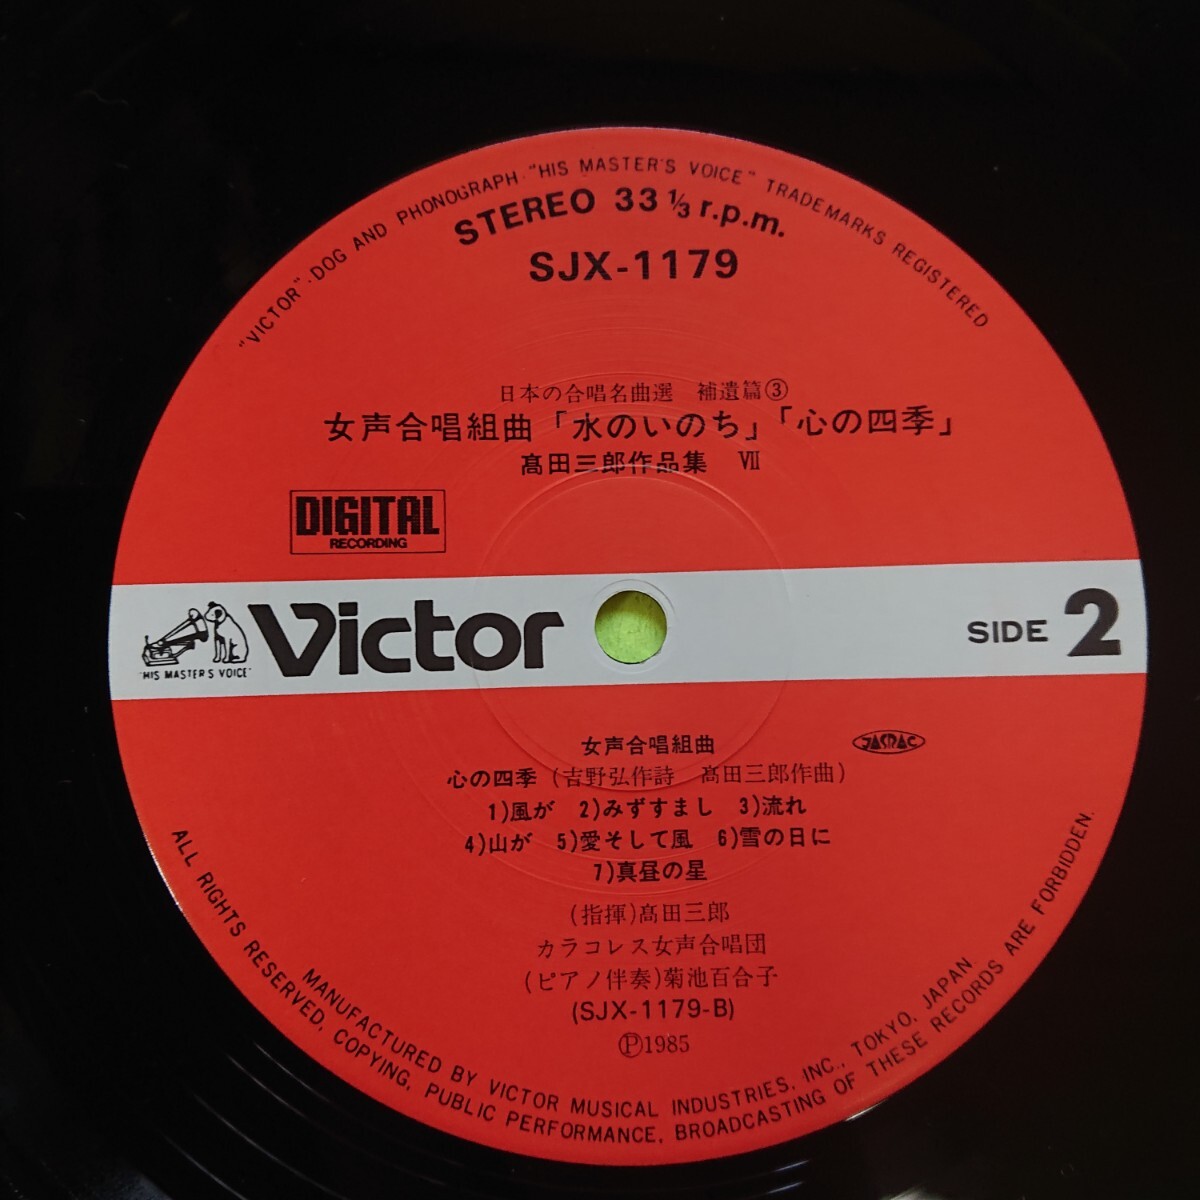 "VICTOR"·DOG AND PHONOGRAPH·"HIS MASTER'S VOICE" TRADEMARKS REGISTERED
STEREO 33 1/3 r.p.m.
SJX-1179
日本の合唱名曲選 補遺篇③
女声合唱組曲「水のいのち」「心の四季」
髙田三郎作品集 Ⅶ
DIGITAL
RECORDING
Victor
"HIS MASTER'S VOICE"
SIDE 2
女声合唱組曲
JASRAC
心の四季(吉野弘作詩 髙田三郎作曲)
1)風が 2)みずすまし 3)流れ
4)山が 5)愛そして風 6)雪の日に
7)真昼の星
(指揮)髙田三郎
カラコレス女声合唱団
(ピアノ伴奏)菊池百合子
(SJX-1179-B)
Ⓟ1985
MANUFACTURED BY VICTOR MUSICAL INDUSTRIES, INC., TOKYO, JAPAN
ALL RIGHTS RESERVED, COPYING, PUBLIC PERFORMANCE, BROADCASTING OF THESE RECORDS ARE FORBIDDEN.